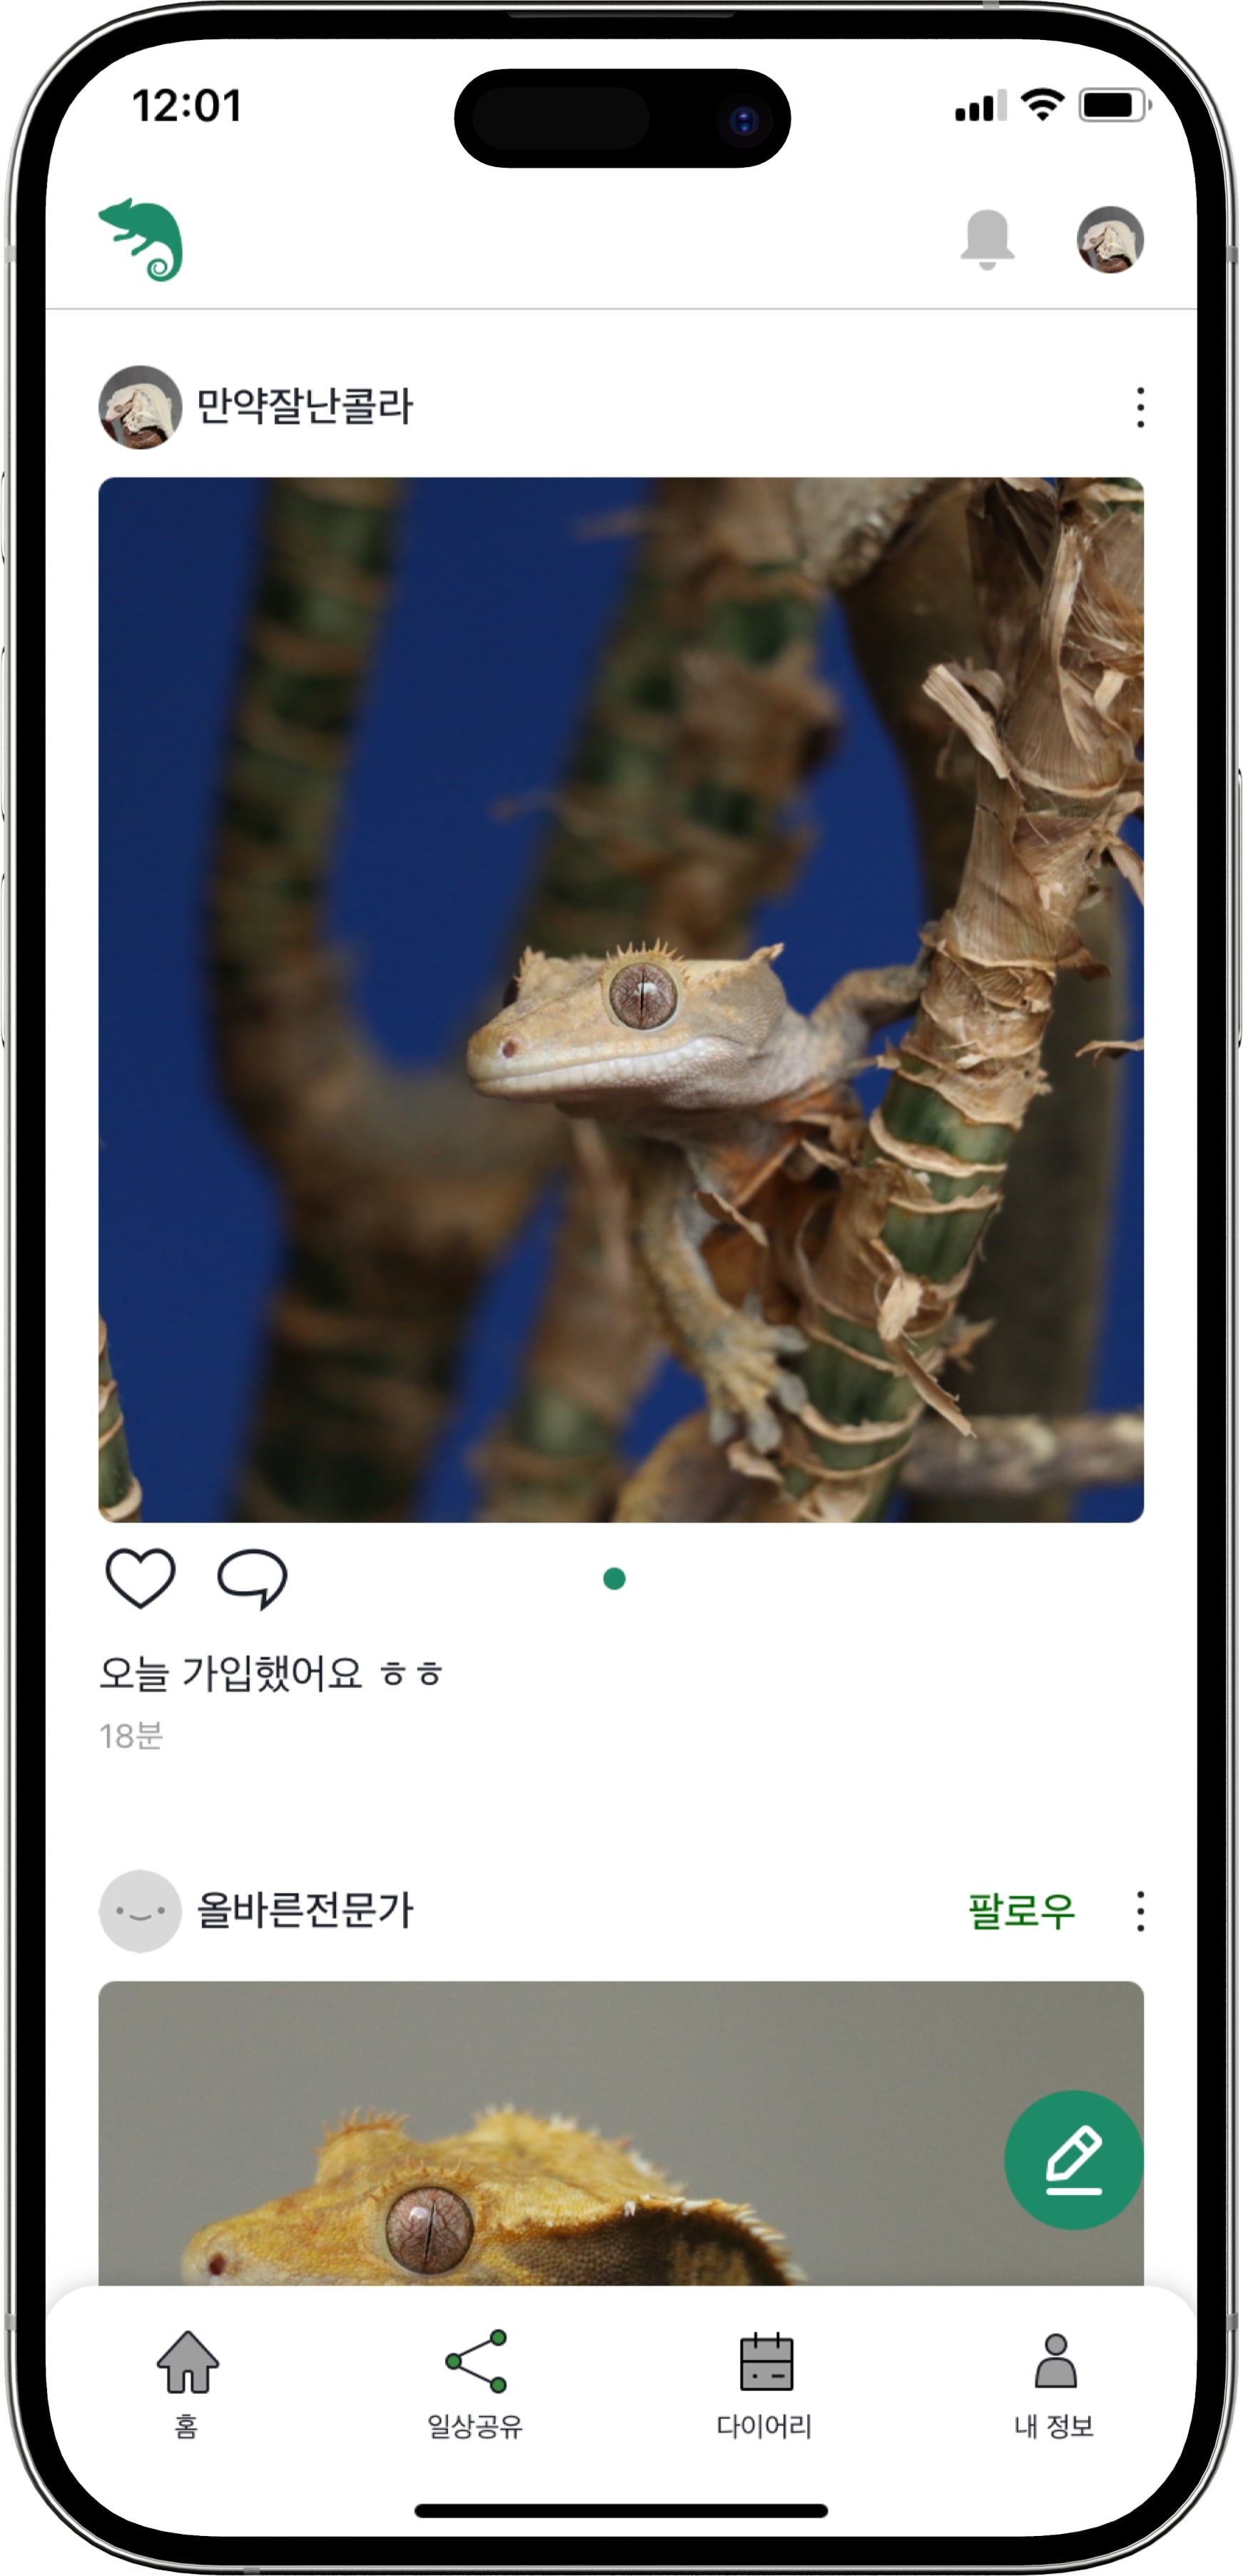 12:01
만약잘난콜라
오늘 가입했어요 ㅎㅎ
18분
올바른전문가 팔로우
홈 일상공유 다이어리 내 정보